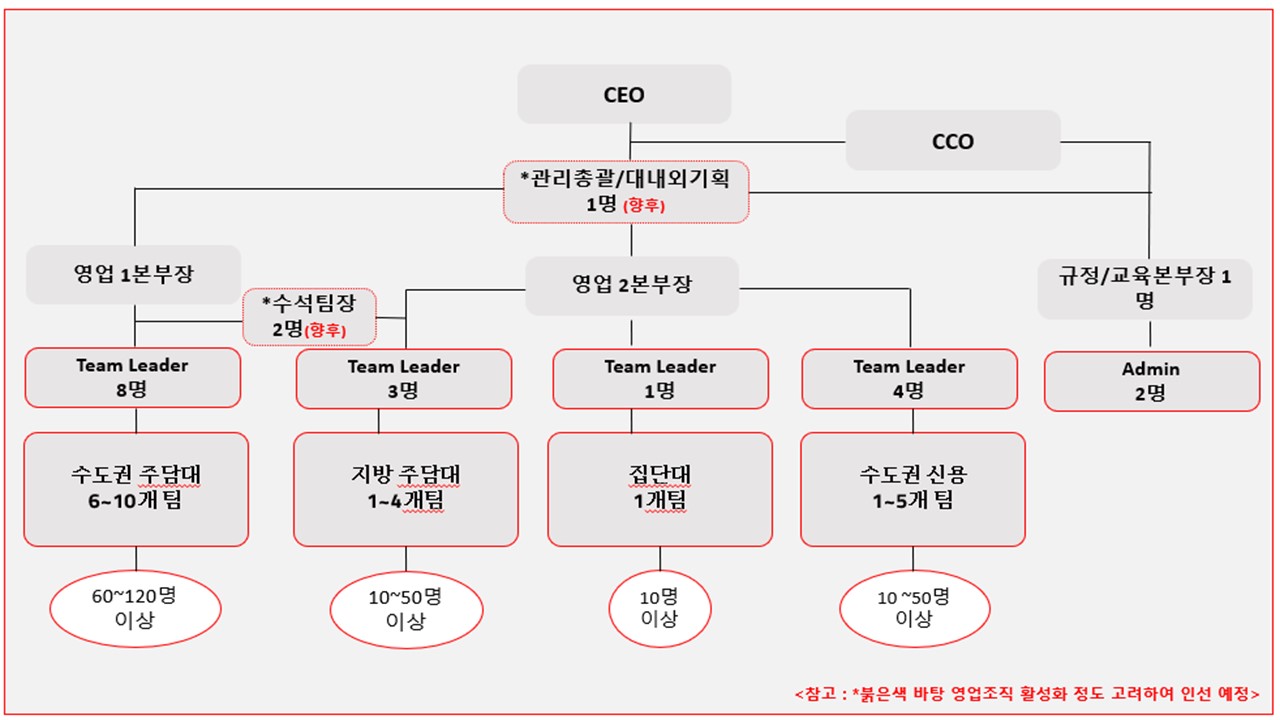 CEO
CCO
*관리총괄/대내외기획
1명 (향후)
영업 1본부장
영업 2본부장
규정/교육본부장 1
명
*수석팀장
2명(향후)
Team Leader
8명
Team Leader
3명
Team Leader
1명
Team Leader
4명
Admin
2명
수도권 주담대
6~10개 팀
지방 주담대
1~4개팀
집단대
1개팀
수도권 신용
1~5개 팀
60~120명
이상
10~50명
이상
10명
이상
10 ~50명
이상
<참고 : *붉은색 바탕 영업조직 활성화 정도 고려하여 인선 예정>